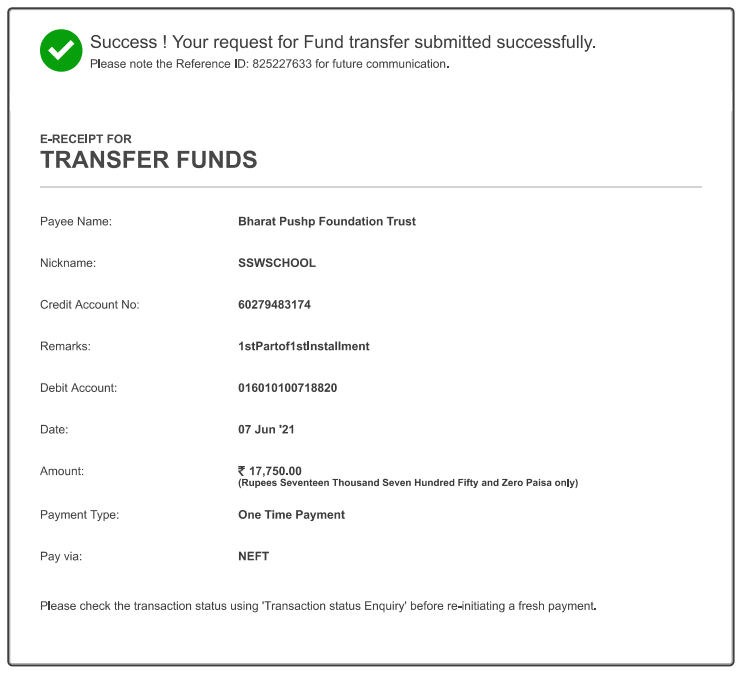 Success ! Your request for Fund transfer submitted successfully.
Please note the Reference ID: 825227633 for future communication.
E-RECEIPT FOR
TRANSFER FUNDS
Payee Name: Bharat Pushp Foundation Trust
Nickname: SSWSCHOOL
Credit Account No: 60279483174
Remarks: 1stPartof1stInstallment
Debit Account: 016010100718820
Date: 07 Jun '21
Amount: ₹ 17,750.00
(Rupees Seventeen Thousand Seven Hundred Fifty and Zero Paisa only)
Payment Type: One Time Payment
Pay via: NEFT
Please check the transaction status using 'Transaction status Enquiry' before re-initiating a fresh payment.